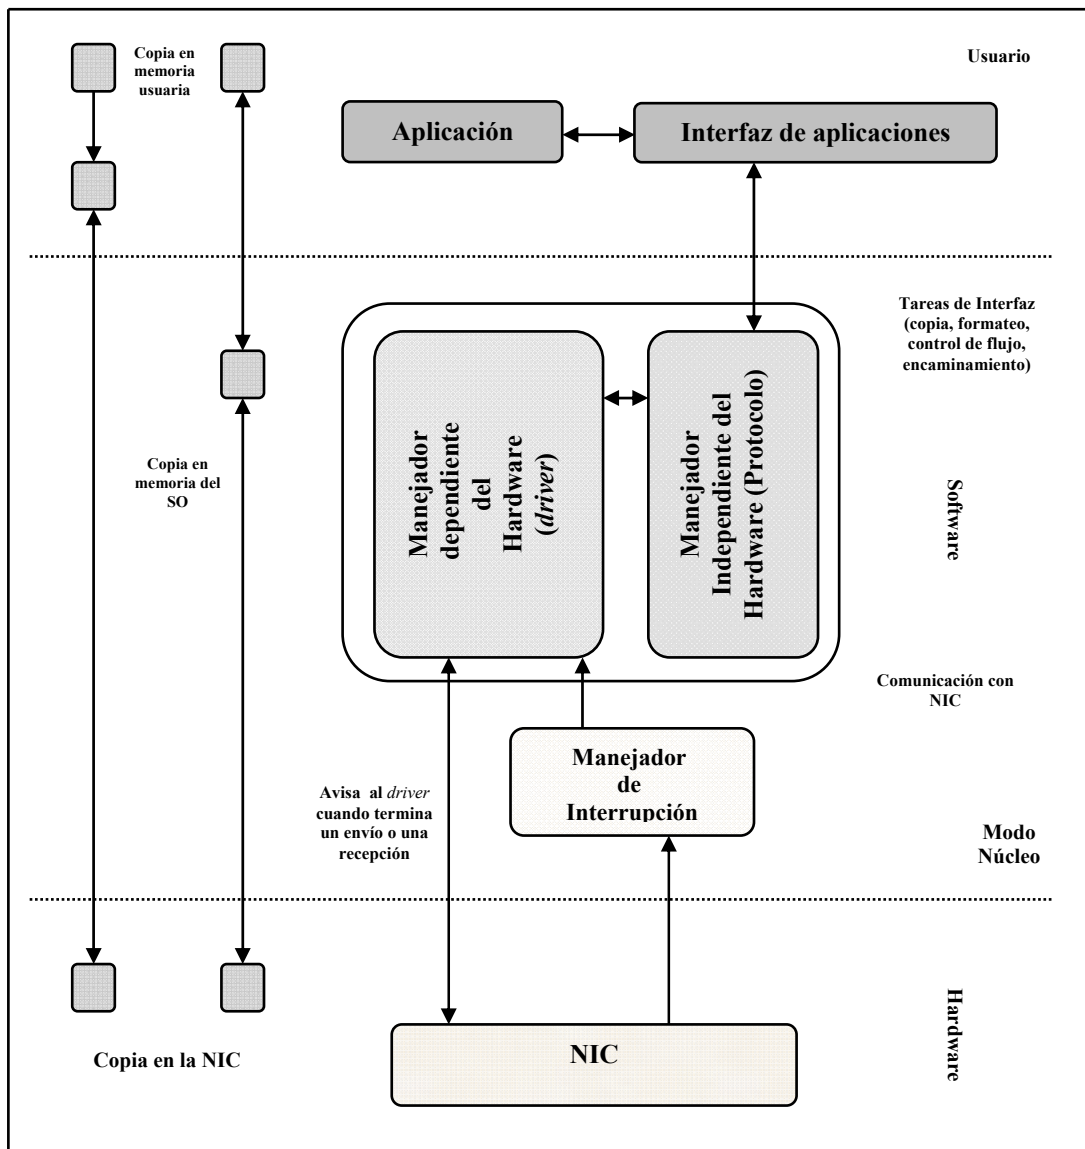 Copia en
memoria
usuaria
Usuario
Aplicación
Interfaz de aplicaciones
Tareas de Interfaz
(copia, formateo,
control de flujo,
encaminamiento)
Manejador
dependiente
del
Hardware
(driver)
Manejador
Independiente del
Hardware (Protocolo)
Copia en
memoria del
SO
Software
Comunicación con
NIC
Manejador
de
Interrupción
Avisa al driver
cuando termina
un envío o una
recepción
Modo
Núcleo
Copia en la NIC
NIC
Hardware